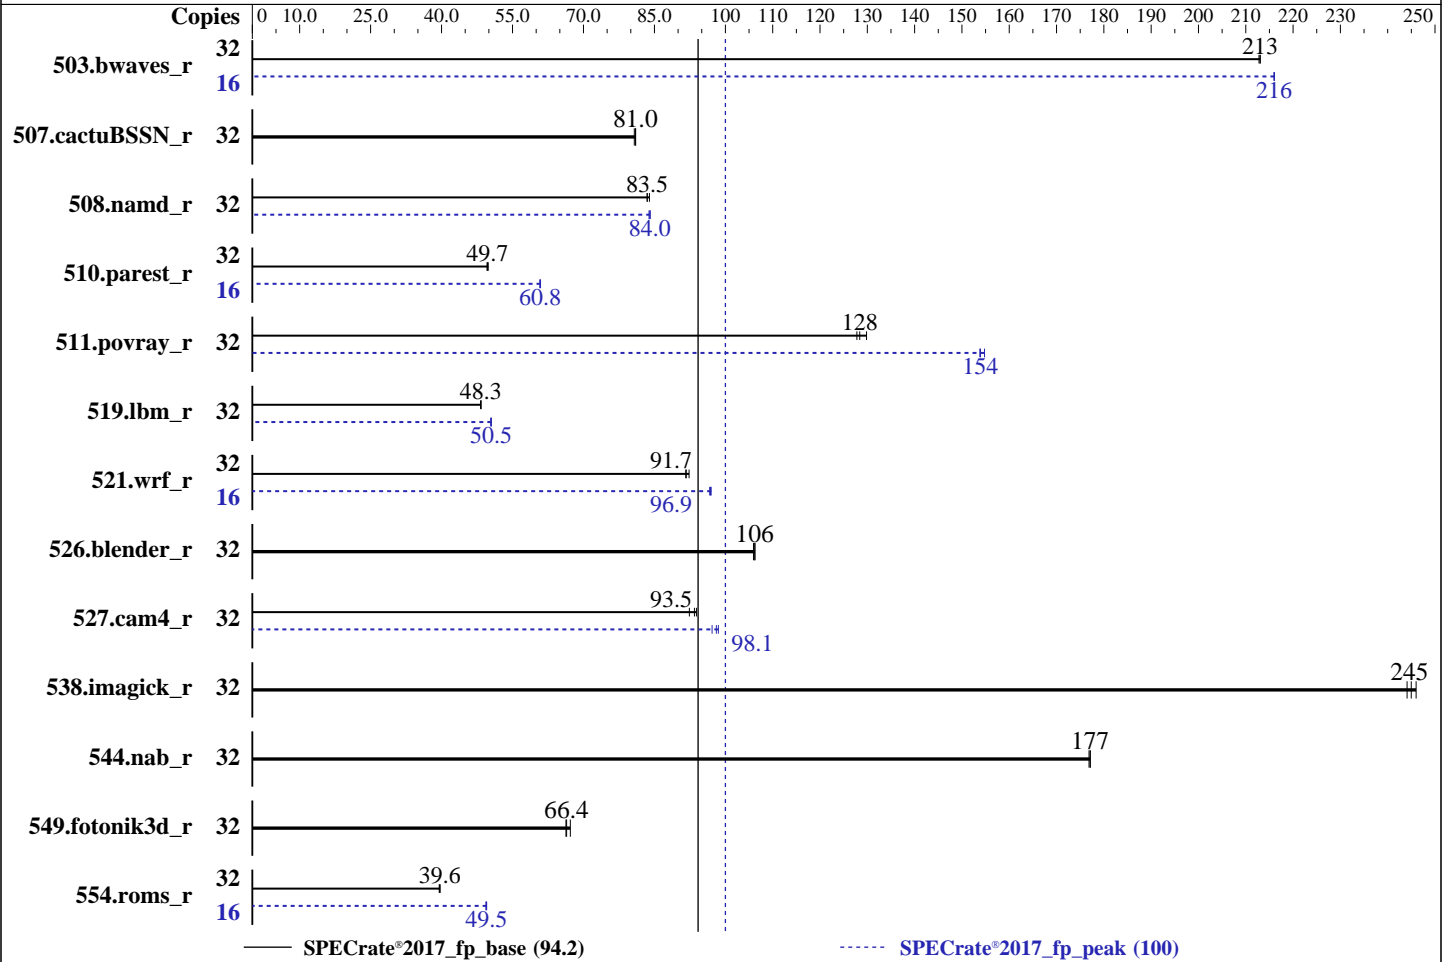 Copies 0 10.0 25.0 40.0 55.0 70.0 85.0 100 110 120 130 140 150 160 170 180 190 200 210 220 230 250
503.bwaves_r 32 213
16 216
507.cactuBSSN_r 32 81.0
508.namd_r 32 83.5
84.0
510.parest_r 32 49.7
16 60.8
511.povray_r 32 128
154
519.lbm_r 32 48.3
50.5
521.wrf_r 32 91.7
16 96.9
526.blender_r 32 106
527.cam4_r 32 93.5
98.1
538.imagick_r 32 245
544.nab_r 32 177
549.fotonik3d_r 32 66.4
554.roms_r 32 39.6
16 49.5
SPECrate®2017_fp_base (94.2) SPECrate®2017_fp_peak (100)